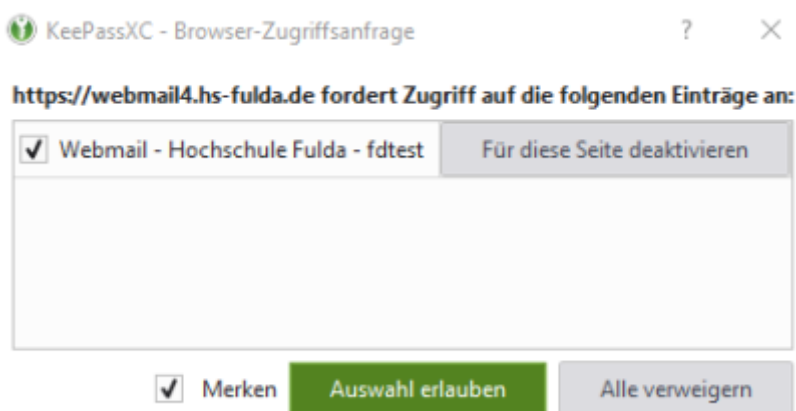 KeePassXC - Browser-Zugriffsanfrage
https://webmail4.hs-fulda.de fordert Zugriff auf die folgenden Einträge an:
Webmail - Hochschule Fulda - fdtest Für diese Seite deaktivieren
Merken Auswahl erlauben Alle verweigern